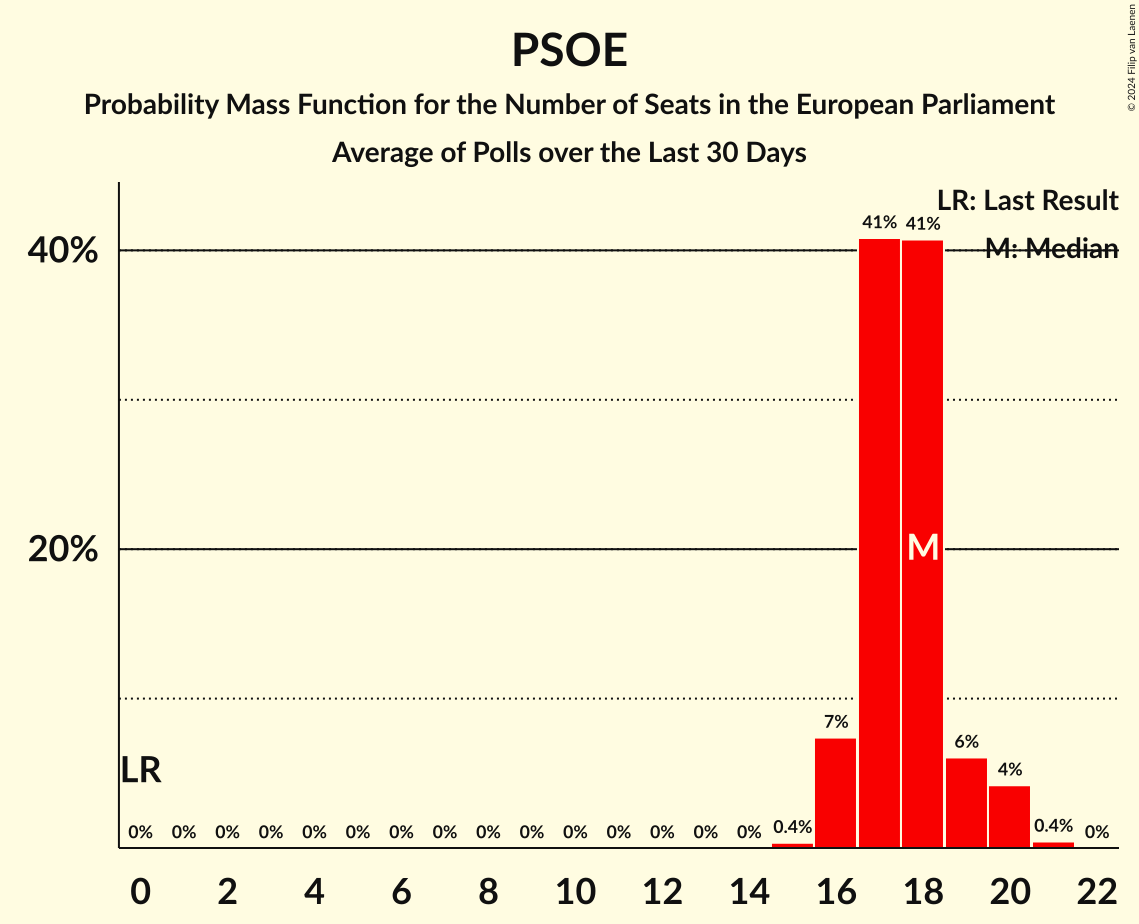 PSOE
Probability Mass Function for the Number of Seats in the European Parliament
Average of Polls over the Last 30 Days
© 2024 Filip van Laenen
LR: Last Result
M: Median
40%
20%
41% 41%
M
7%
6%
4%
LR
0% 0% 0% 0% 0% 0% 0% 0% 0% 0% 0% 0% 0% 0% 0% 0.4% 0.4% 0%
0 2 4 6 8 10 12 14 16 18 20 22